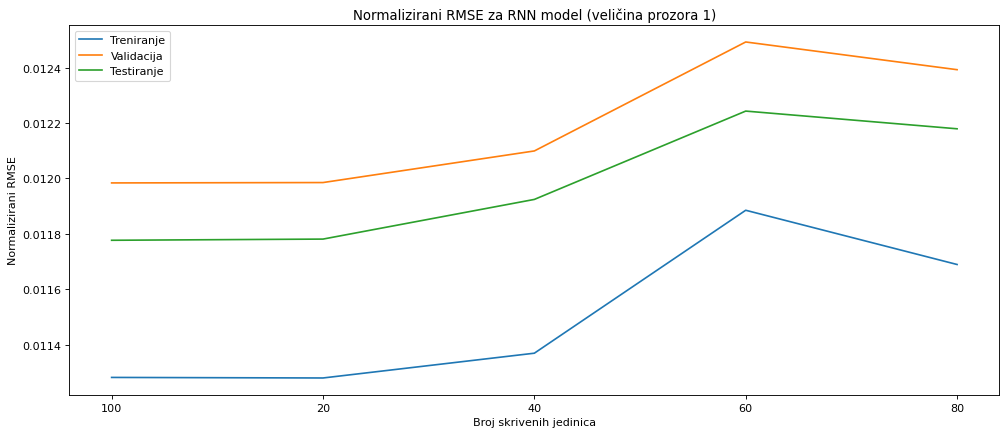 Normalizirani RMSE za RNN model (veličina prozora 1)
Treniranje
Validacija
Testiranje
0.0124
0.0122
0.0120
0.0118
0.0116
0.0114
Normalizirani RMSE
100 20 40 60 80
Broj skrivenih jedinica